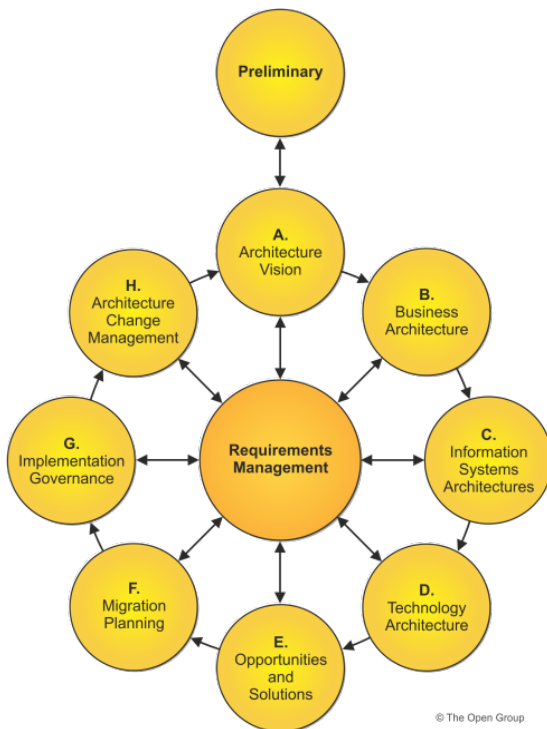 Preliminary
A.
Architecture
Vision
B.
Business
Architecture
C.
Information
Systems
Architectures
D.
Technology
Architecture
E.
Opportunities
and
Solutions
F.
Migration
Planning
G.
Implementation
Governance
H.
Architecture
Change
Management
Requirements
Management
© The Open Group